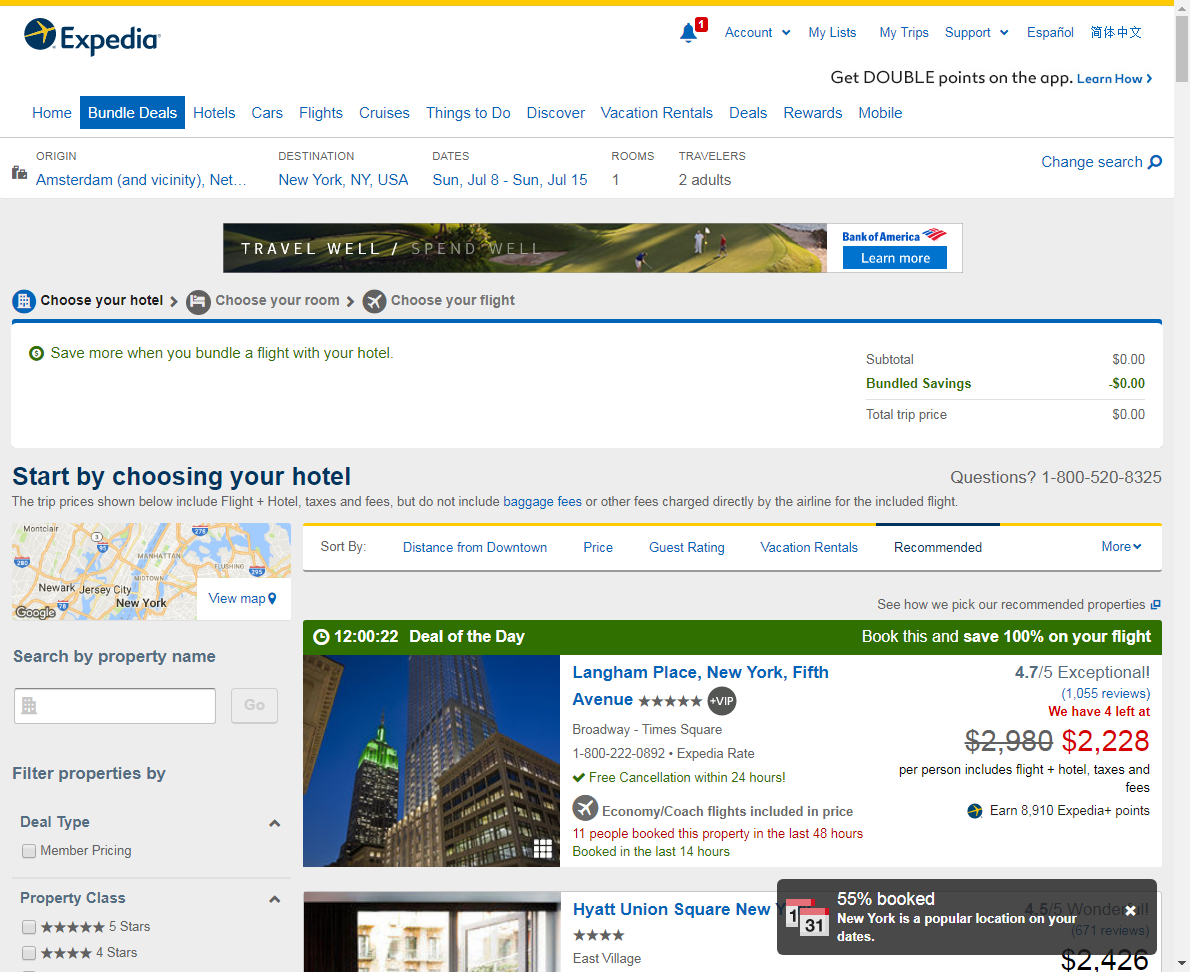 Expedia
1
Account
My Lists
My Trips
Support
Español
简体中文
Get DOUBLE points on the app. Learn How
Home
Bundle Deals
Hotels
Cars
Flights
Cruises
Things to Do
Discover
Vacation Rentals
Deals
Rewards
Mobile
ORIGIN
Amsterdam (and vicinity), Net...
DESTINATION
New York, NY, USA
DATES
Sun, Jul 8 - Sun, Jul 15
ROOMS
1
TRAVELERS
2 adults
Change search
TRAVEL WELL / SPEND WELL
Bank of America
Learn more
Choose your hotel
Choose your room
Choose your flight
Save more when you bundle a flight with your hotel.
Subtotal $0.00
Bundled Savings -$0.00
Total trip price $0.00
Start by choosing your hotel
Questions? 1-800-520-8325
The trip prices shown below include Flight + Hotel, taxes and fees, but do not include baggage fees or other fees charged directly by the airline for the included flight.
Montclair
3
278
95
MANHATTAN
280
FLUSHING
295
MIDTOWN
Newark
Jersey City
New York
78
Google
View map
Sort By:
Distance from Downtown
Price
Guest Rating
Vacation Rentals
Recommended
More
See how we pick our recommended properties
Search by property name
Go
Filter properties by
Deal Type
Member Pricing
Property Class
5 Stars
4 Stars
12:00:22 Deal of the Day
Book this and save 100% on your flight
Langham Place, New York, Fifth
Avenue
+VIP
Broadway - Times Square
1-800-222-0892 • Expedia Rate
Free Cancellation within 24 hours!
Economy/Coach flights included in price
11 people booked this property in the last 48 hours
Booked in the last 14 hours
4.7/5 Exceptional!
(1,055 reviews)
We have 4 left at
$2,980 $2,228
per person includes flight + hotel, taxes and
fees
Earn 8,910 Expedia+ points
Hyatt Union Square New Y
East Village
4.5/5 Wonderful!
(671 reviews)
$2,426
1
31
55% booked
New York is a popular location on your
dates.